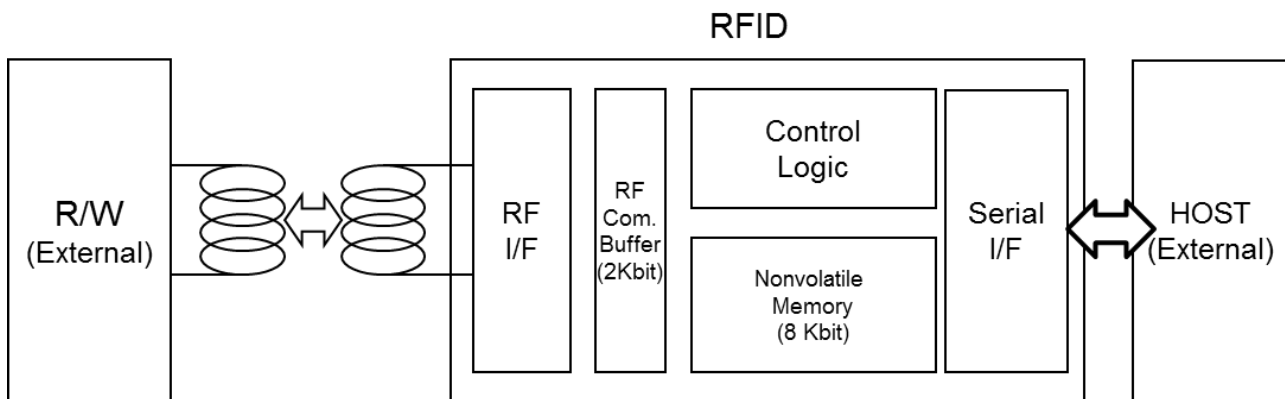 RFID
R/W
(External)
RF
I/F
RF
Com.
Buffer
(2Kbit)
Control
Logic
Nonvolatile
Memory
(8 Kbit)
Serial
I/F
HOST
(External)